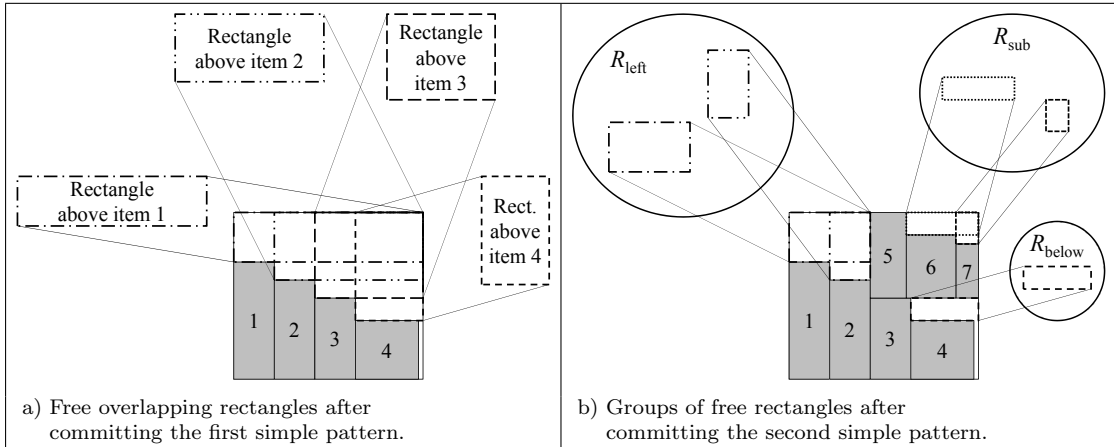 Rectangle
above item 2
Rectangle
above
item 3
Rectangle
above item 1
Rect.
above
item 4
1
2
3
4
a) Free overlapping rectangles after
committing the first simple pattern.
R_left
R_sub
R_below
5
6
7
1
2
3
4
b) Groups of free rectangles after
committing the second simple pattern.